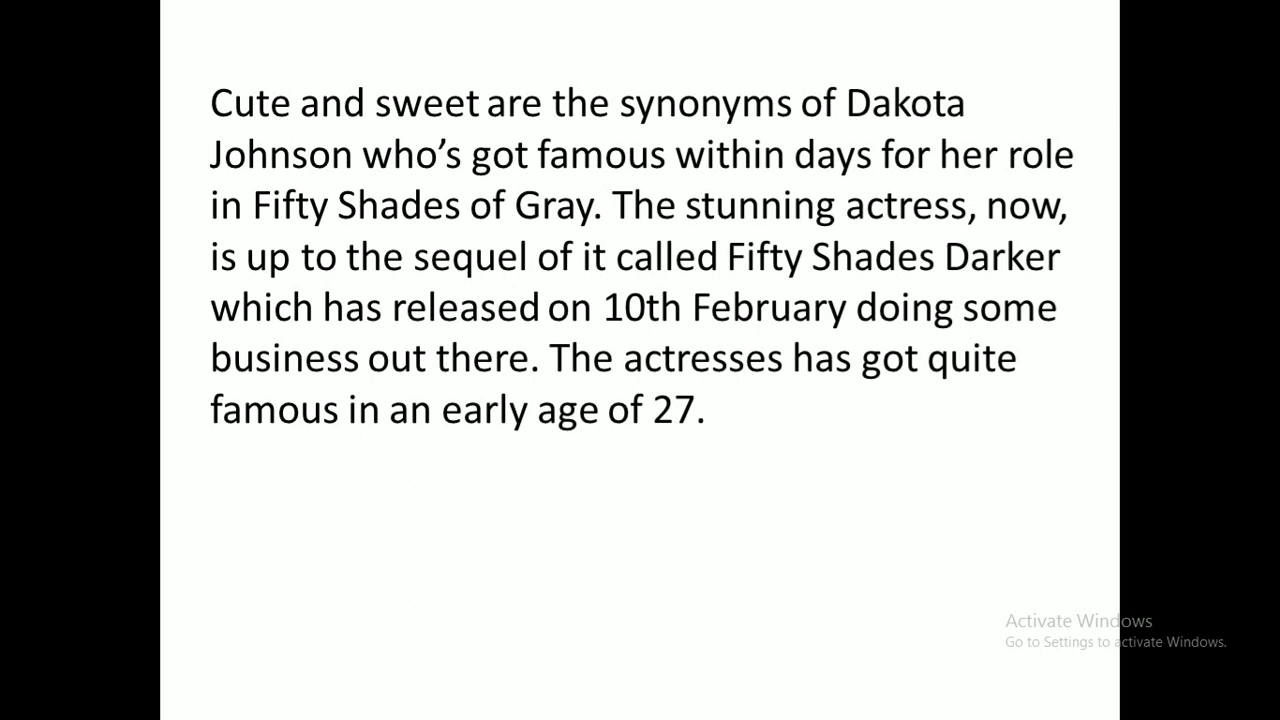 Cute and sweet are the synonyms of Dakota
Johnson who’s got famous within days for her role
in Fifty Shades of Gray. The stunning actress, now,
is up to the sequel of it called Fifty Shades Darker
which has released on 10th February doing some
business out there. The actresses has got quite
famous in an early age of 27.
Activate Windows
Go to Settings to activate Windows.